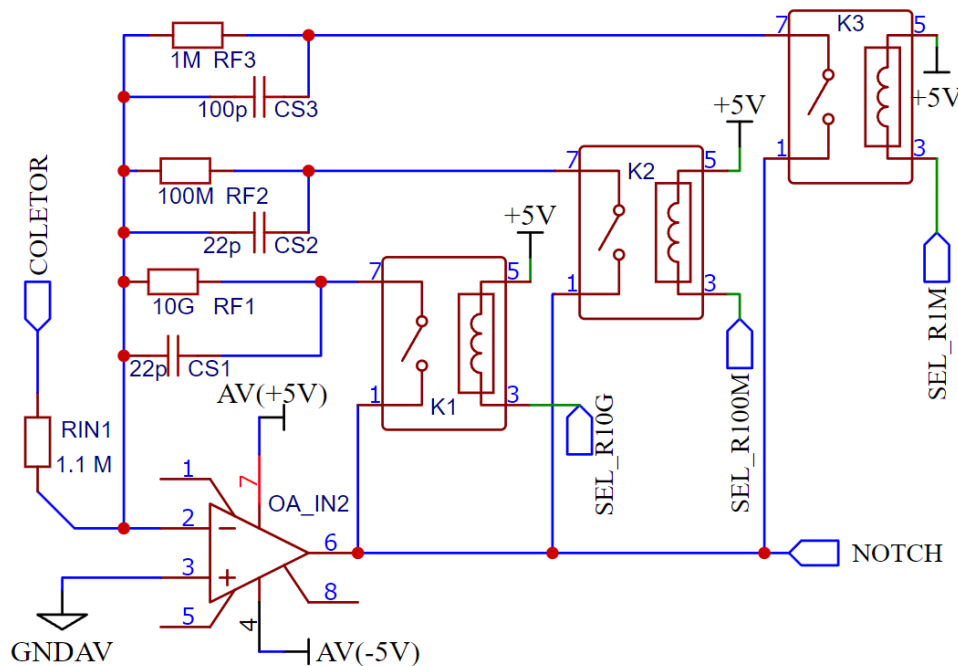 7 K3 5
1M RF3
100p CS3
+5V
1 3
+5V
7 K2 5
100M RF2
22p CS2
1 3
+5V
COLETOR
7 5
10G RF1
22p CS1
1 K1 3
AV(+5V)
SEL_R10G
SEL_R100M
SEL_R1M
RIN1
1.1 M
1 7
OA_IN2
2 −
6
NOTCH
3 +
8
5 4
GNDAV
AV(-5V)